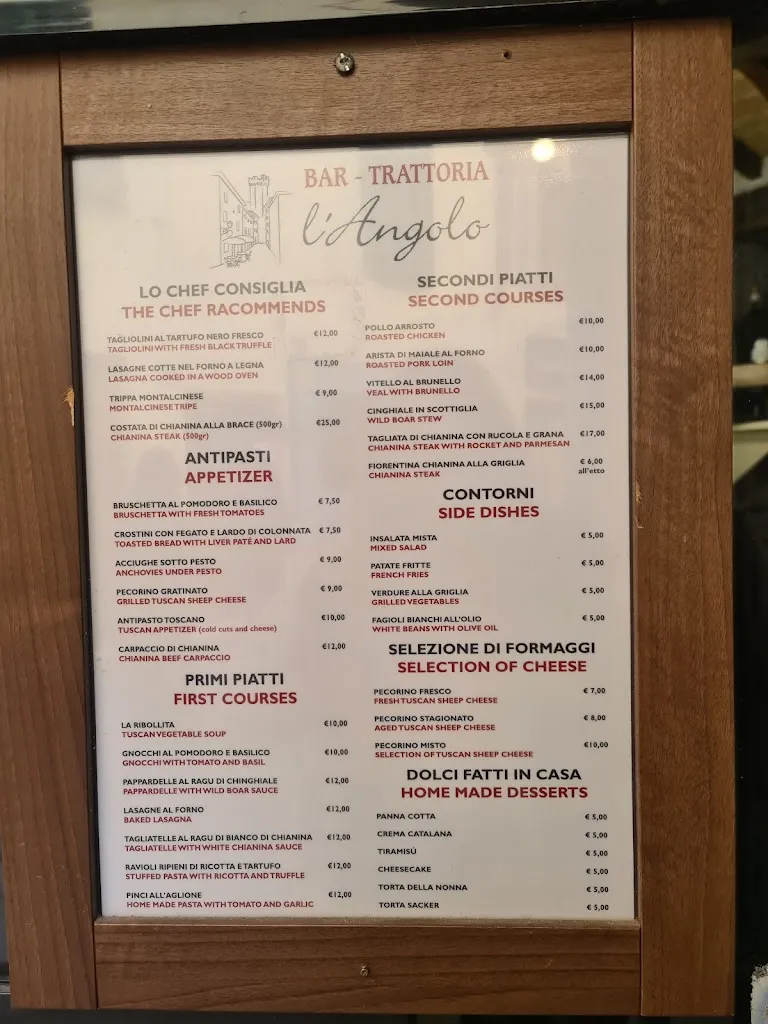 BAR - TRATTORIA
l'Angolo
LO CHEF CONSIGLIA
THE CHEF RACOMMENDS
TAGLIOLINI AL TARTUFO NERO FRESCO €12,00
TAGLIOLINI WITH FRESH BLACK TRUFFLE
LASAGNE COTTE NEL FORNO A LEGNA €12,00
LASAGNA COOKED IN A WOOD OVEN
TRIPPA MONTALCINESE € 9,00
MONTALCINESE TRIPE
COSTATA DI CHIANINA ALLA BRACE (500gr) €25,00
CHIANINA STEAK (500gr)
ANTIPASTI
APPETIZER
BRUSCHETTA AL POMODORO E BASILICO € 7,50
BRUSCHETTA WITH FRESH TOMATOES
CROSTINI CON FEGATO E LARDO DI COLONNATA € 7,50
TOASTED BREAD WITH LIVER PATÈ AND LARD
ACCIUGHE SOTTO PESTO € 9,00
ANCHOVIES UNDER PESTO
PECORINO GRATINATO € 9,00
GRILLED TUSCAN SHEEP CHEESE
ANTIPASTO TOSCANO €10,00
TUSCAN APPETIZER (cold cuts and cheese)
CARPACCIO DI CHIANINA €12,00
CHIANINA BEEF CARPACCIO
PRIMI PIATTI
FIRST COURSES
LA RIBOLLITA €10,00
TUSCAN VEGETABLE SOUP
GNOCCHI AL POMODORO E BASILICO €10,00
GNOCCHI WITH TOMATO AND BASIL
PAPPARDELLE AL RAGU DI CHINGHIALE €12,00
PAPPARDELLE WITH WILD BOAR SAUCE
LASAGNE AL FORNO €12,00
BAKED LASAGNA
TAGLIATELLE AL RAGU DI BIANCO DI CHIANINA €12,00
TAGLIATELLE WITH WHITE CHIANINA SAUCE
RAVIOLI RIPIENI DI RICOTTA E TARTUFO €12,00
STUFFED PASTA WITH RICOTTA AND TRUFFLE
PINCI ALL'AGLIONE €12,00
HOME MADE PASTA WITH TOMATO AND GARLIC
SECONDI PIATTI
SECOND COURSES
POLLO ARROSTO €10,00
ROASTED CHICKEN
ARISTA DI MAIALE AL FORNO €10,00
ROASTED PORK LOIN
VITELLO AL BRUNELLO €14,00
VEAL WITH BRUNELLO
CINGHIALE IN SCOTTIGLIA €15,00
WILD BOAR STEW
TAGLIATA DI CHIANINA CON RUCOLA E GRANA €17,00
CHIANINA STEAK WITH ROCKET AND PARMESAN
FIORENTINA CHIANINA ALLA GRIGLIA € 6,00
CHIANINA STEAK all'etto
CONTORNI
SIDE DISHES
INSALATA MISTA € 5,00
MIXED SALAD
PATATE FRITTE € 5,00
FRENCH FRIES
VERDURE ALLA GRIGLIA € 5,00
GRILLED VEGETABLES
FAGIOLI BIANCHI ALL'OLIO € 5,00
WHITE BEANS WITH OLIVE OIL
SELEZIONE DI FORMAGGI
SELECTION OF CHEESE
PECORINO FRESCO € 7,00
FRESH TUSCAN SHEEP CHEESE
PECORINO STAGIONATO € 8,00
AGED TUSCAN SHEEP CHEESE
PECORINO MISTO €10,00
SELECTION OF TUSCAN SHEEP CHEESE
DOLCI FATTI IN CASA
HOME MADE DESSERTS
PANNA COTTA € 5,00
CREMA CATALANA € 5,00
TIRAMISÙ € 5,00
CHEESECAKE € 5,00
TORTA DELLA NONNA € 5,00
TORTA SACKER € 5,00